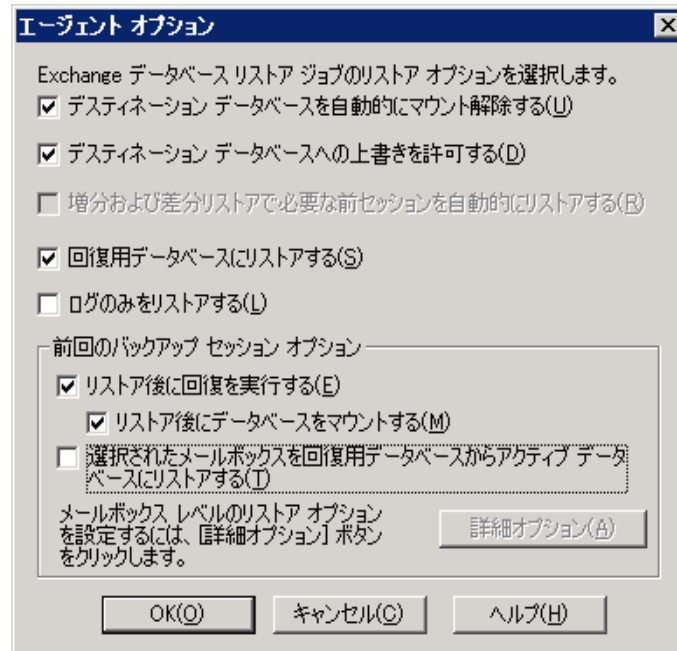 エージェント オプション
Exchange データベース リストア ジョブのリストア オプションを選択します。
デスティネーション データベースを自動的にマウント解除する(U)
デスティネーション データベースへの上書きを許可する(D)
増分および差分リストアで必要な前セッションを自動的にリストアする(R)
回復用データベースにリストアする(S)
ログのみをリストアする(L)
前回のバックアップ セッション オプション
リストア後に回復を実行する(E)
リストア後にデータベースをマウントする(M)
選択されたメールボックスを回復用データベースからアクティブ データ
ベースにリストアする(T)
メールボックス レベルのリストア オプション
を設定するには、[詳細オプション] ボタン
をクリックします。
詳細オプション(A)
OK(O)
キャンセル(C)
ヘルプ(H)